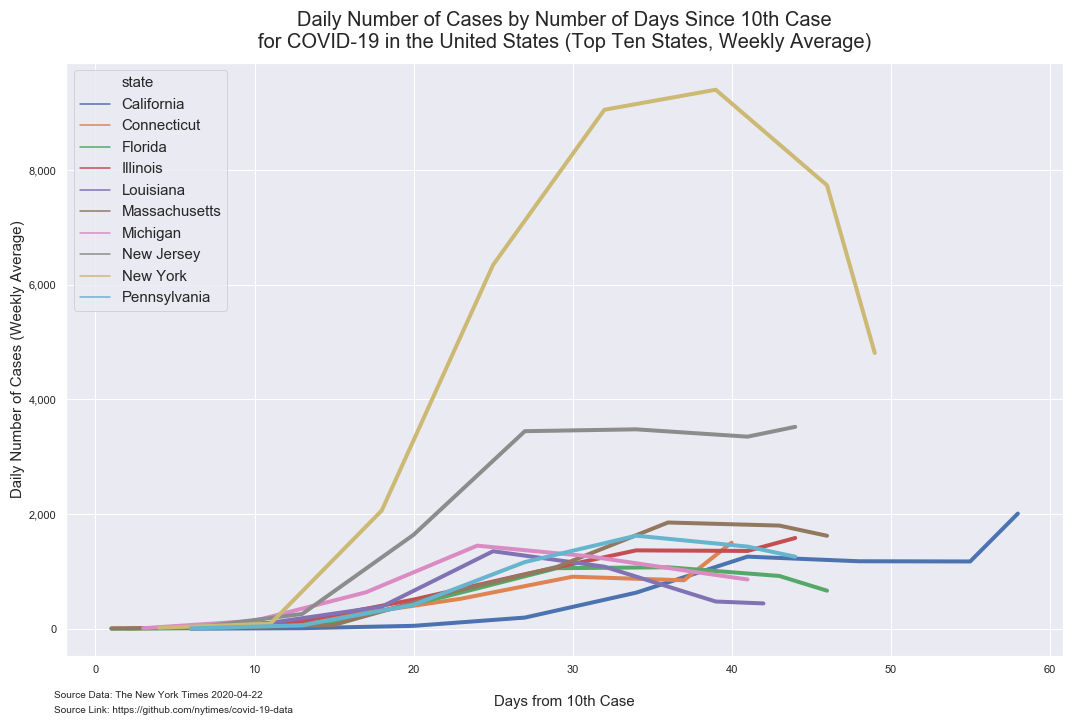 Daily Number of Cases by Number of Days Since 10th Case
for COVID-19 in the United States (Top Ten States, Weekly Average)
state
California
Connecticut
Florida
Illinois
Louisiana
Massachusetts
Michigan
New Jersey
New York
Pennsylvania
Daily Number of Cases (Weekly Average)
8,000
6,000
4,000
2,000
0
0 10 20 30 40 50 60
Days from 10th Case
Source Data: The New York Times 2020-04-22
Source Link: https://github.com/nytimes/covid-19-data